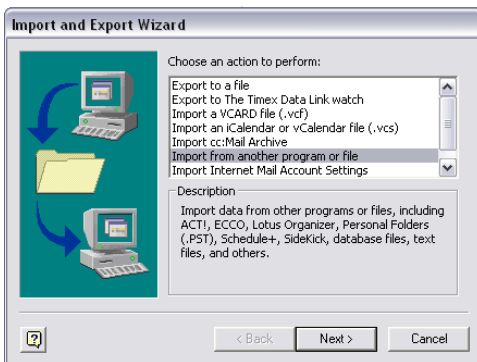 Import and Export Wizard
Choose an action to perform:
Export to a file
Export to The Timex Data Link watch
Import a VCARD file (.vcf)
Import an iCalendar or vCalendar file (.vcs)
Import cc:Mail Archive
Import from another program or file
Import Internet Mail Account Settings
Description
Import data from other programs or files, including
ACT!, ECCO, Lotus Organizer, Personal Folders
(.PST), Schedule+, SideKick, database files, text
files, and others.
?
< Back
Next >
Cancel